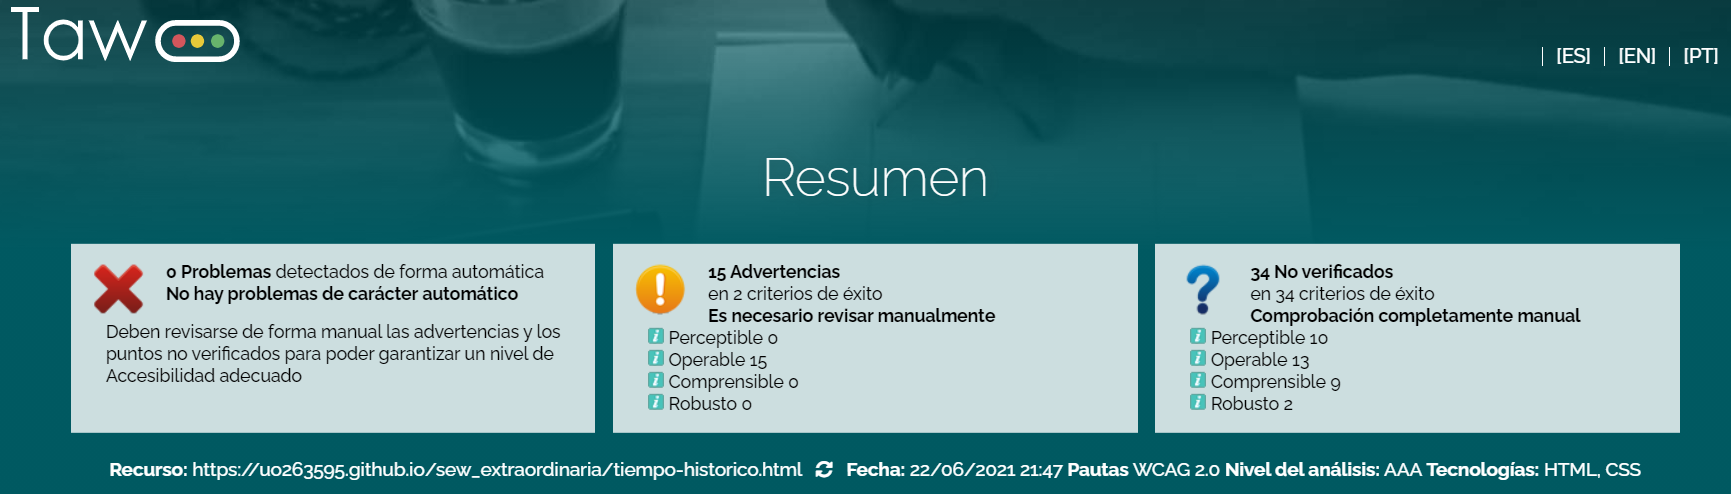 Taw
| [ES] | [EN] | [PT]
Resumen
0 Problemas detectados de forma automática
No hay problemas de carácter automático
Deben revisarse de forma manual las advertencias y los
puntos no verificados para poder garantizar un nivel de
Accesibilidad adecuado
15 Advertencias
en 2 criterios de éxito
Es necesario revisar manualmente
Perceptible 0
Operable 15
Comprensible 0
Robusto 0
34 No verificados
en 34 criterios de éxito
Comprobación completamente manual
Perceptible 10
Operable 13
Comprensible 9
Robusto 2
Recurso: https://uo263595.github.io/sew_extraordinaria/tiempo-historico.html Fecha: 22/06/2021 21:47 Pautas WCAG 2.0 Nivel del análisis: AAA Tecnologías: HTML, CSS